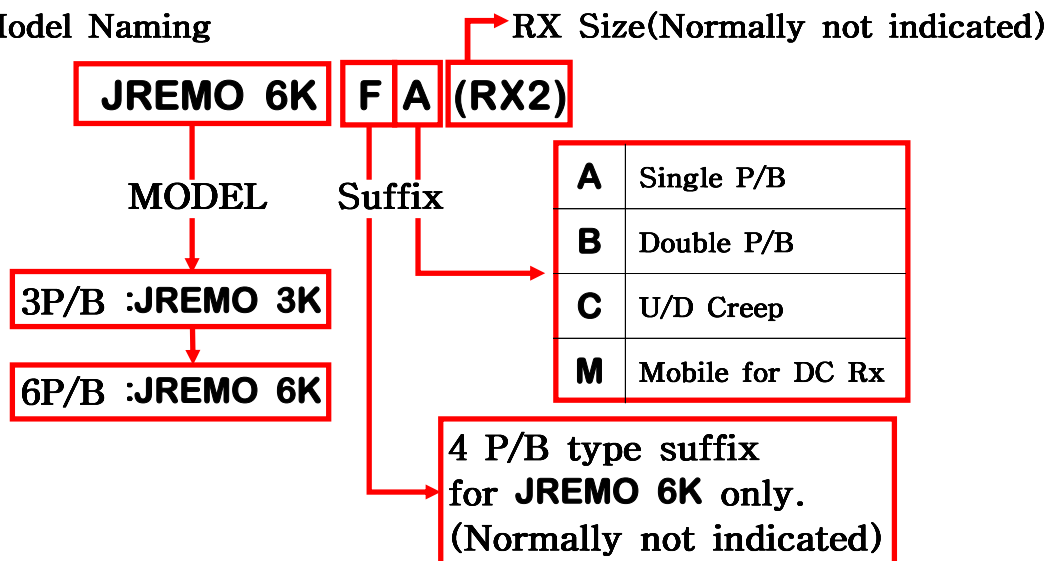 Model Naming
RX Size(Normally not indicated)
JREMO 6K F A (RX2)
MODEL
Suffix
A Single P/B
B Double P/B
C U/D Creep
M Mobile for DC Rx
3P/B :JREMO 3K
6P/B :JREMO 6K
4 P/B type suffix
for JREMO 6K only.
(Normally not indicated)